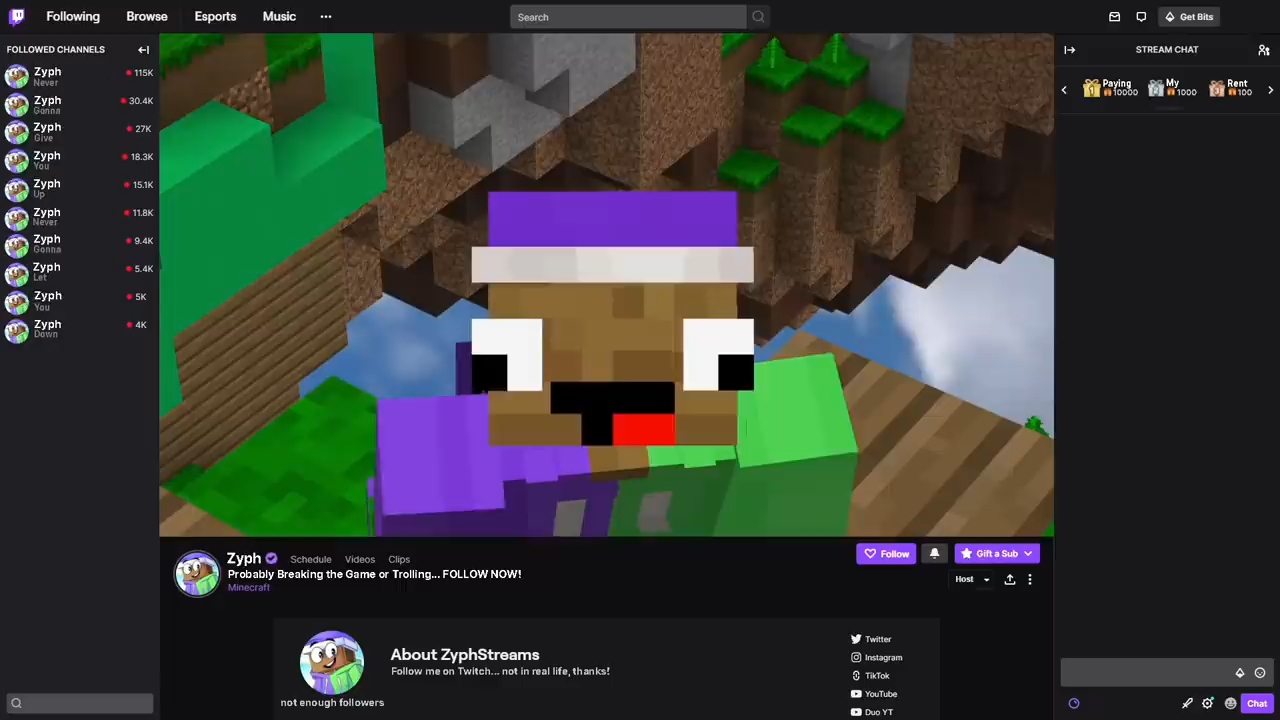 Following Browse Esports Music ···
Search
Get Bits
FOLLOWED CHANNELS
Zyph 115K
Never
Zyph 30.4K
Gonna
Zyph 27K
Give
Zyph 18.3K
You
Zyph 15.1K
Up
Zyph 11.8K
Never
Zyph 9.4K
Gonna
Zyph 5.4K
Let
Zyph 5K
You
Zyph 4K
Down
STREAM CHAT
Paying My Rent
10000 1000 100
Zyph Schedule Videos Clips
Probably Breaking the Game or Trolling... FOLLOW NOW!
Minecraft
Follow Gift a Sub
Host
About ZyphStreams
Follow me on Twitch... not in real life, thanks!
not enough followers
Twitter
Instagram
TikTok
YouTube
Duo YT
Chat